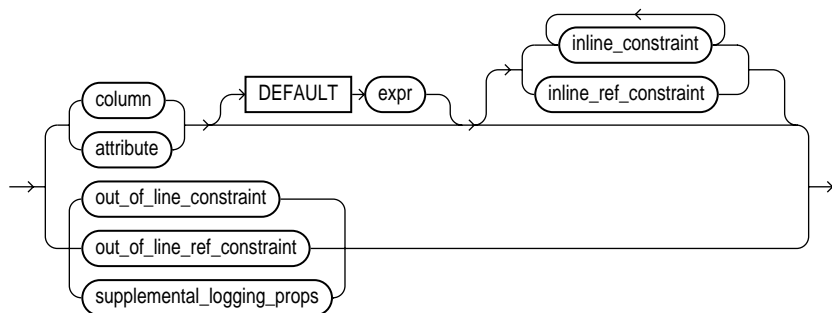 inline_constraint
column
DEFAULT
expr
inline_ref_constraint
attribute
out_of_line_constraint
out_of_line_ref_constraint
supplemental_logging_props